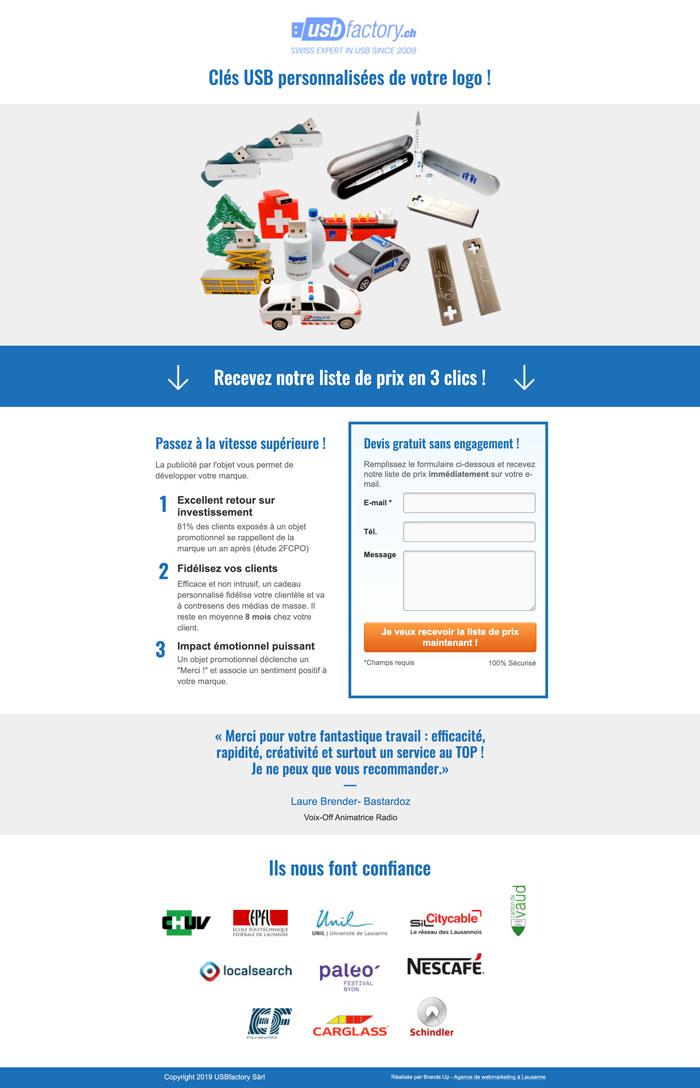 usbfactory.ch
SWISS EXPERT IN USB SINCE 2008
Clés USB personnalisées de votre logo !
apros
POLICE
Recevez notre liste de prix en 3 clics !
Passez à la vitesse supérieure !
La publicité par l'objet vous permet de
développer votre marque.
1 Excellent retour sur
investissement
81% des clients exposés à un objet
promotionnel se rappellent de la
marque un an après (étude 2FCPO)
2 Fidélisez vos clients
Efficace et non intrusif, un cadeau
personnalisé fidélise votre clientèle et va
à contresens des médias de masse. Il
reste en moyenne 8 mois chez votre
client.
3 Impact émotionnel puissant
Un objet promotionnel déclenche un
"Merci !" et associe un sentiment positif à
votre marque.
Devis gratuit sans engagement !
Remplissez le formulaire ci-dessous et recevez
notre liste de prix immédiatement sur votre e-
mail.
E-mail *
Tél.
Message
Je veux recevoir la liste de prix
maintenant !
*Champs requis
100% Sécurisé
« Merci pour votre fantastique travail : efficacité,
rapidité, créativité et surtout un service au TOP !
Je ne peux que vous recommander.»
Laure Brender- Bastardoz
Voix-Off Animatrice Radio
Ils nous font confiance
CHUV
EPFL
ÉCOLE POLYTECHNIQUE
FÉDÉRALE DE LAUSANNE
Unil
UNIL | Université de Lausanne
SiL Citycable
Le réseau des Lausannois
canton de
vaud
localsearch
paléo
FESTIVAL
NYON
NESCAFÉ
EF
Education First
CARGLASS
Schindler
Copyright 2019 USBfactory Sàrl
Réalisée par Brands Up - Agence de webmarketing à Lausanne